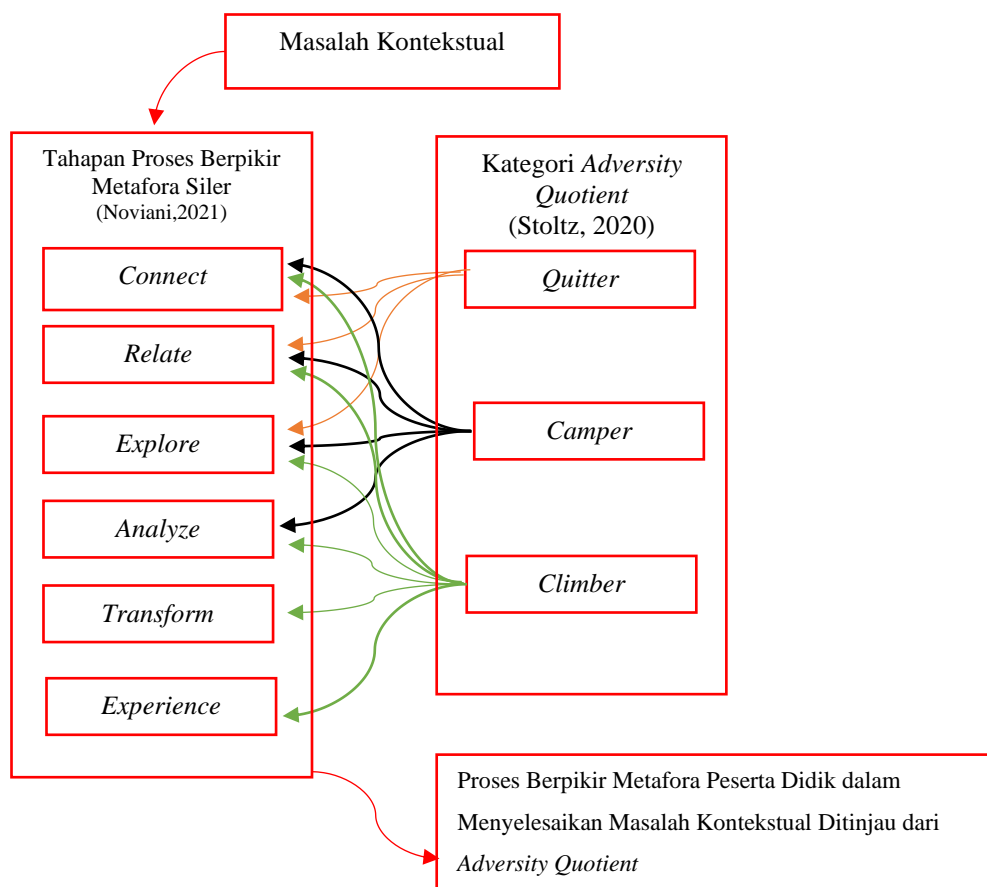 Masalah Kontekstual
Tahapan Proses Berpikir
Metafora Siler
(Noviani,2021)
Connect
Relate
Explore
Analyze
Transform
Experience
Kategori Adversity
Quotient
(Stoltz, 2020)
Quitter
Camper
Climber
Proses Berpikir Metafora Peserta Didik dalam
Menyelesaikan Masalah Kontekstual Ditinjau dari
Adversity Quotient